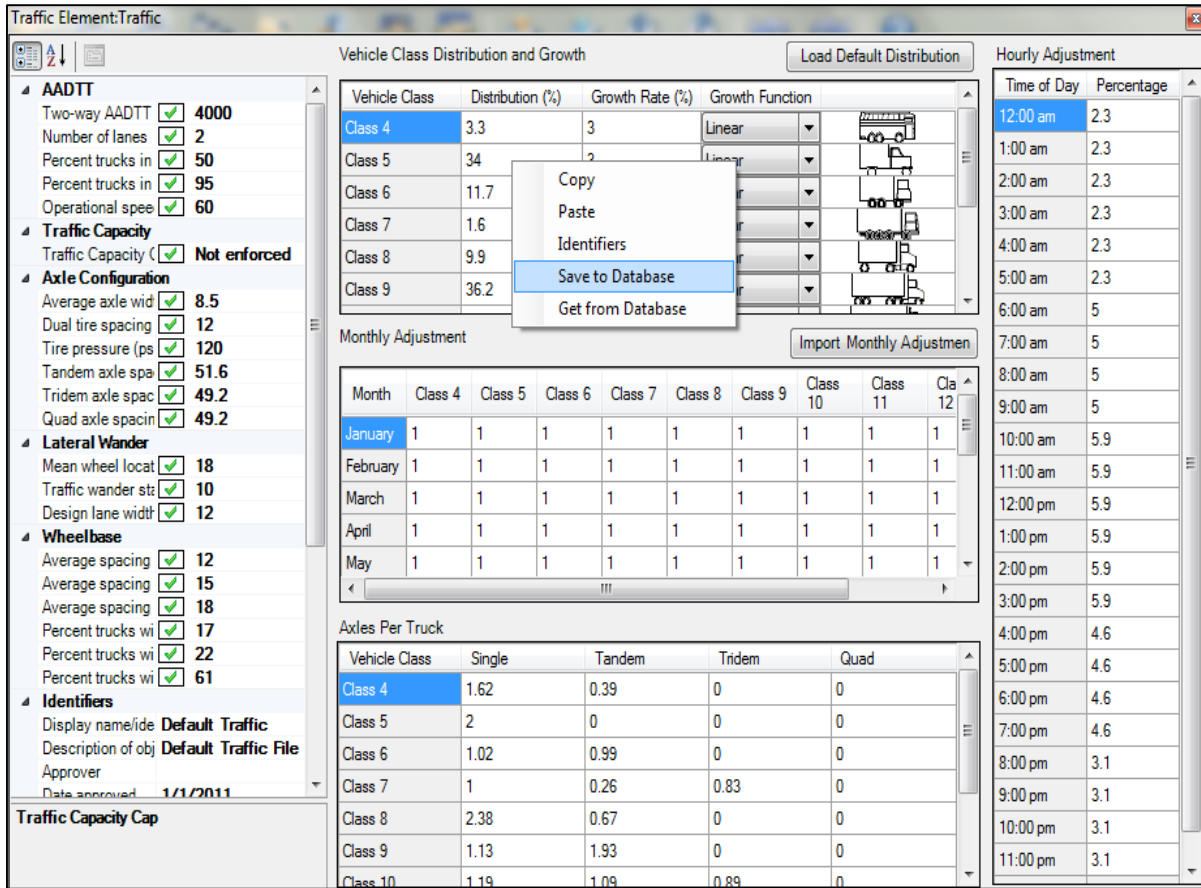 Traffic Element:Traffic
AADTT
Two-way AADTT 4000
Number of lanes 2
Percent trucks in 50
Percent trucks in 95
Operational spee 60
Traffic Capacity
Traffic Capacity C Not enforced
Axle Configuration
Average axle widt 8.5
Dual tire spacing 12
Tire pressure (ps 120
Tandem axle spa 51.6
Tridem axle spac 49.2
Quad axle spacin 49.2
Lateral Wander
Mean wheel locat 18
Traffic wander sta 10
Design lane width 12
Wheelbase
Average spacing 12
Average spacing 15
Average spacing 18
Percent trucks wi 17
Percent trucks wi 22
Percent trucks wi 61
Identifiers
Display name/ide Default Traffic
Description of obj Default Traffic File
Approver
Date approved 1/1/2011
Traffic Capacity Cap
Vehicle Class Distribution and Growth Load Default Distribution
Vehicle Class Distribution (%) Growth Rate (%) Growth Function
Class 4 3.3 3 Linear
Class 5 34 3 Linear
Class 6 11.7
Class 7 1.6
Class 8 9.9
Class 9 36.2
Copy
Paste
Identifiers
Save to Database
Get from Database
Monthly Adjustment Import Monthly Adjustmen
Month Class 4 Class 5 Class 6 Class 7 Class 8 Class 9 Class 10 Class 11 Cla 12
January 1 1 1 1 1 1 1 1 1
February 1 1 1 1 1 1 1 1 1
March 1 1 1 1 1 1 1 1 1
April 1 1 1 1 1 1 1 1 1
May 1 1 1 1 1 1 1 1 1
Axles Per Truck
Vehicle Class Single Tandem Tridem Quad
Class 4 1.62 0.39 0 0
Class 5 2 0 0 0
Class 6 1.02 0.99 0 0
Class 7 1 0.26 0.83 0
Class 8 2.38 0.67 0 0
Class 9 1.13 1.93 0 0
Class 10 1.19 1.09 0.89 0
Hourly Adjustment
Time of Day Percentage
12:00 am 2.3
1:00 am 2.3
2:00 am 2.3
3:00 am 2.3
4:00 am 2.3
5:00 am 2.3
6:00 am 5
7:00 am 5
8:00 am 5
9:00 am 5
10:00 am 5.9
11:00 am 5.9
12:00 pm 5.9
1:00 pm 5.9
2:00 pm 5.9
3:00 pm 5.9
4:00 pm 4.6
5:00 pm 4.6
6:00 pm 4.6
7:00 pm 4.6
8:00 pm 3.1
9:00 pm 3.1
10:00 pm 3.1
11:00 pm 3.1